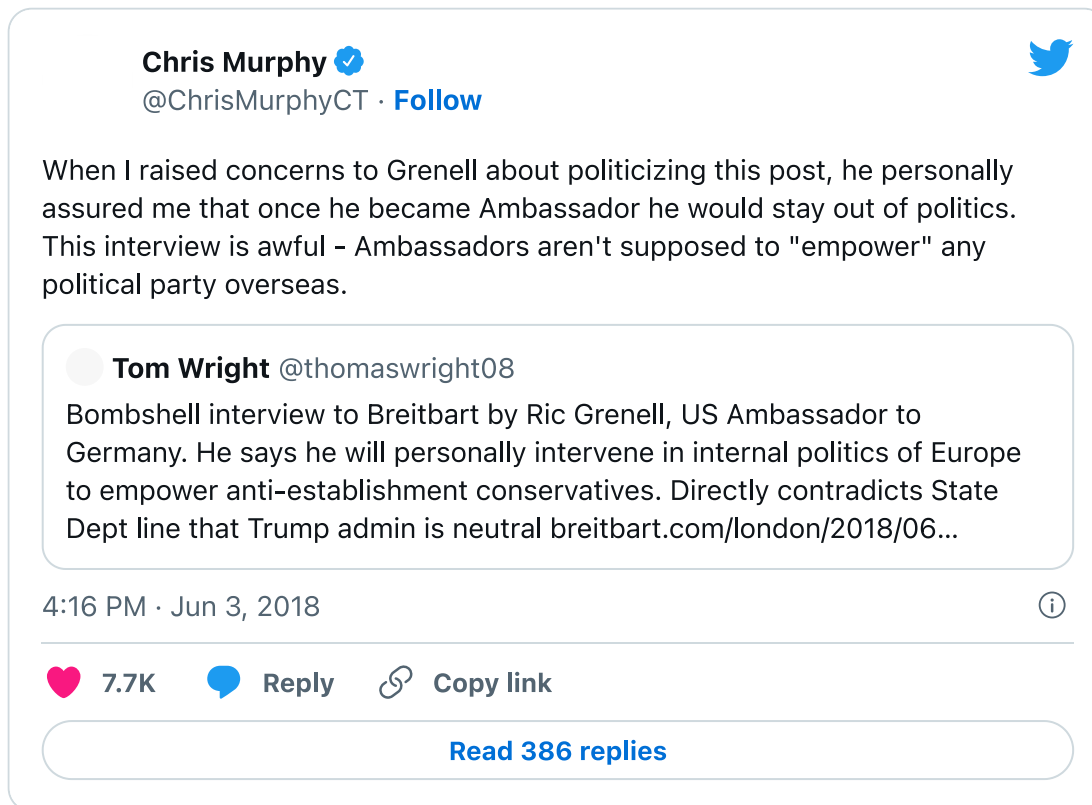 Chris Murphy
@ChrisMurphyCT · Follow
When I raised concerns to Grenell about politicizing this post, he personally
assured me that once he became Ambassador he would stay out of politics.
This interview is awful - Ambassadors aren't supposed to "empower" any
political party overseas.
Tom Wright @thomaswright08
Bombshell interview to Breitbart by Ric Grenell, US Ambassador to
Germany. He says he will personally intervene in internal politics of Europe
to empower anti-establishment conservatives. Directly contradicts State
Dept line that Trump admin is neutral breitbart.com/london/2018/06...
4:16 PM · Jun 3, 2018
7.7K Reply Copy link
Read 386 replies